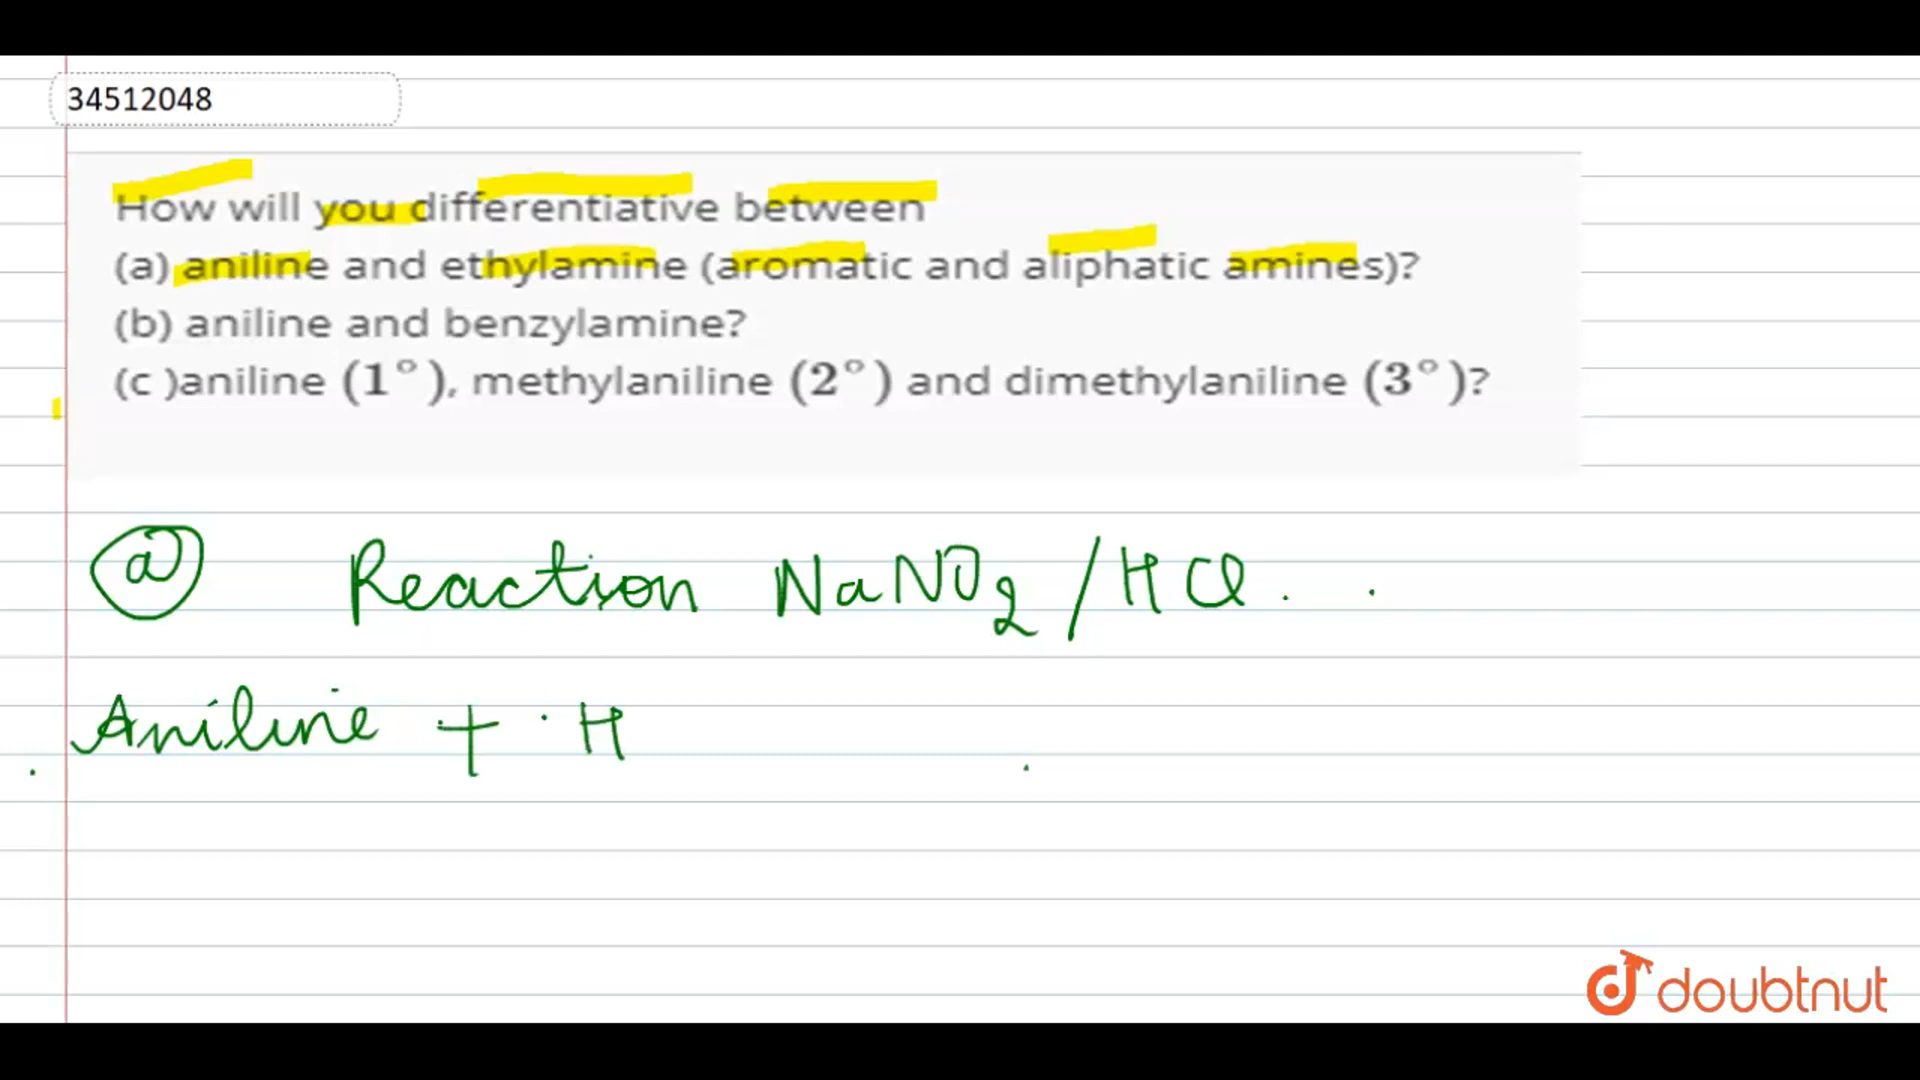 34512048
How will you differentiative between
(a) aniline and ethylamine (aromatic and aliphatic amines)?
(b) aniline and benzylamine?
(c )aniline (1°), methylaniline (2°) and dimethylaniline (3°)?
(a) Reaction NaNO₂/HCl.
Aniline + H
doubtnut